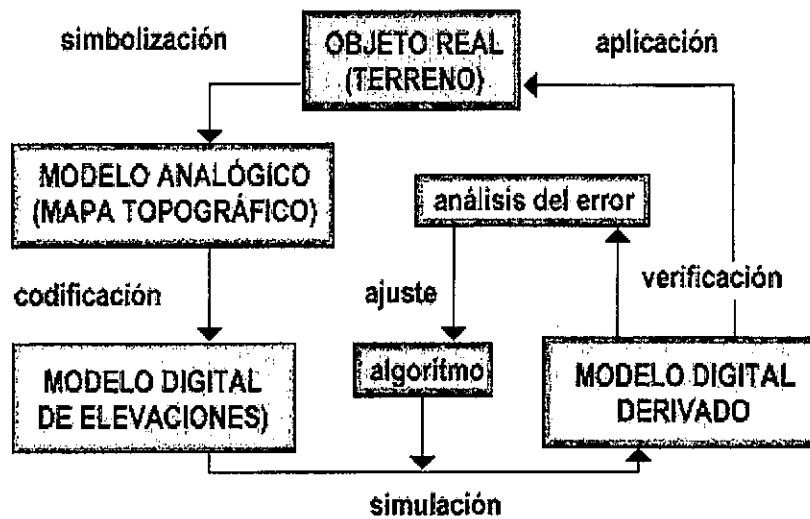 simbolización
OBJETO REAL
(TERRENO)
aplicación
MODELO ANALÓGICO
(MAPA TOPOGRÁFICO)
análisis del error
codificación
ajuste
verificación
MODELO DIGITAL
DE ELEVACIONES)
algoritmo
MODELO DIGITAL
DERIVADO
simulación